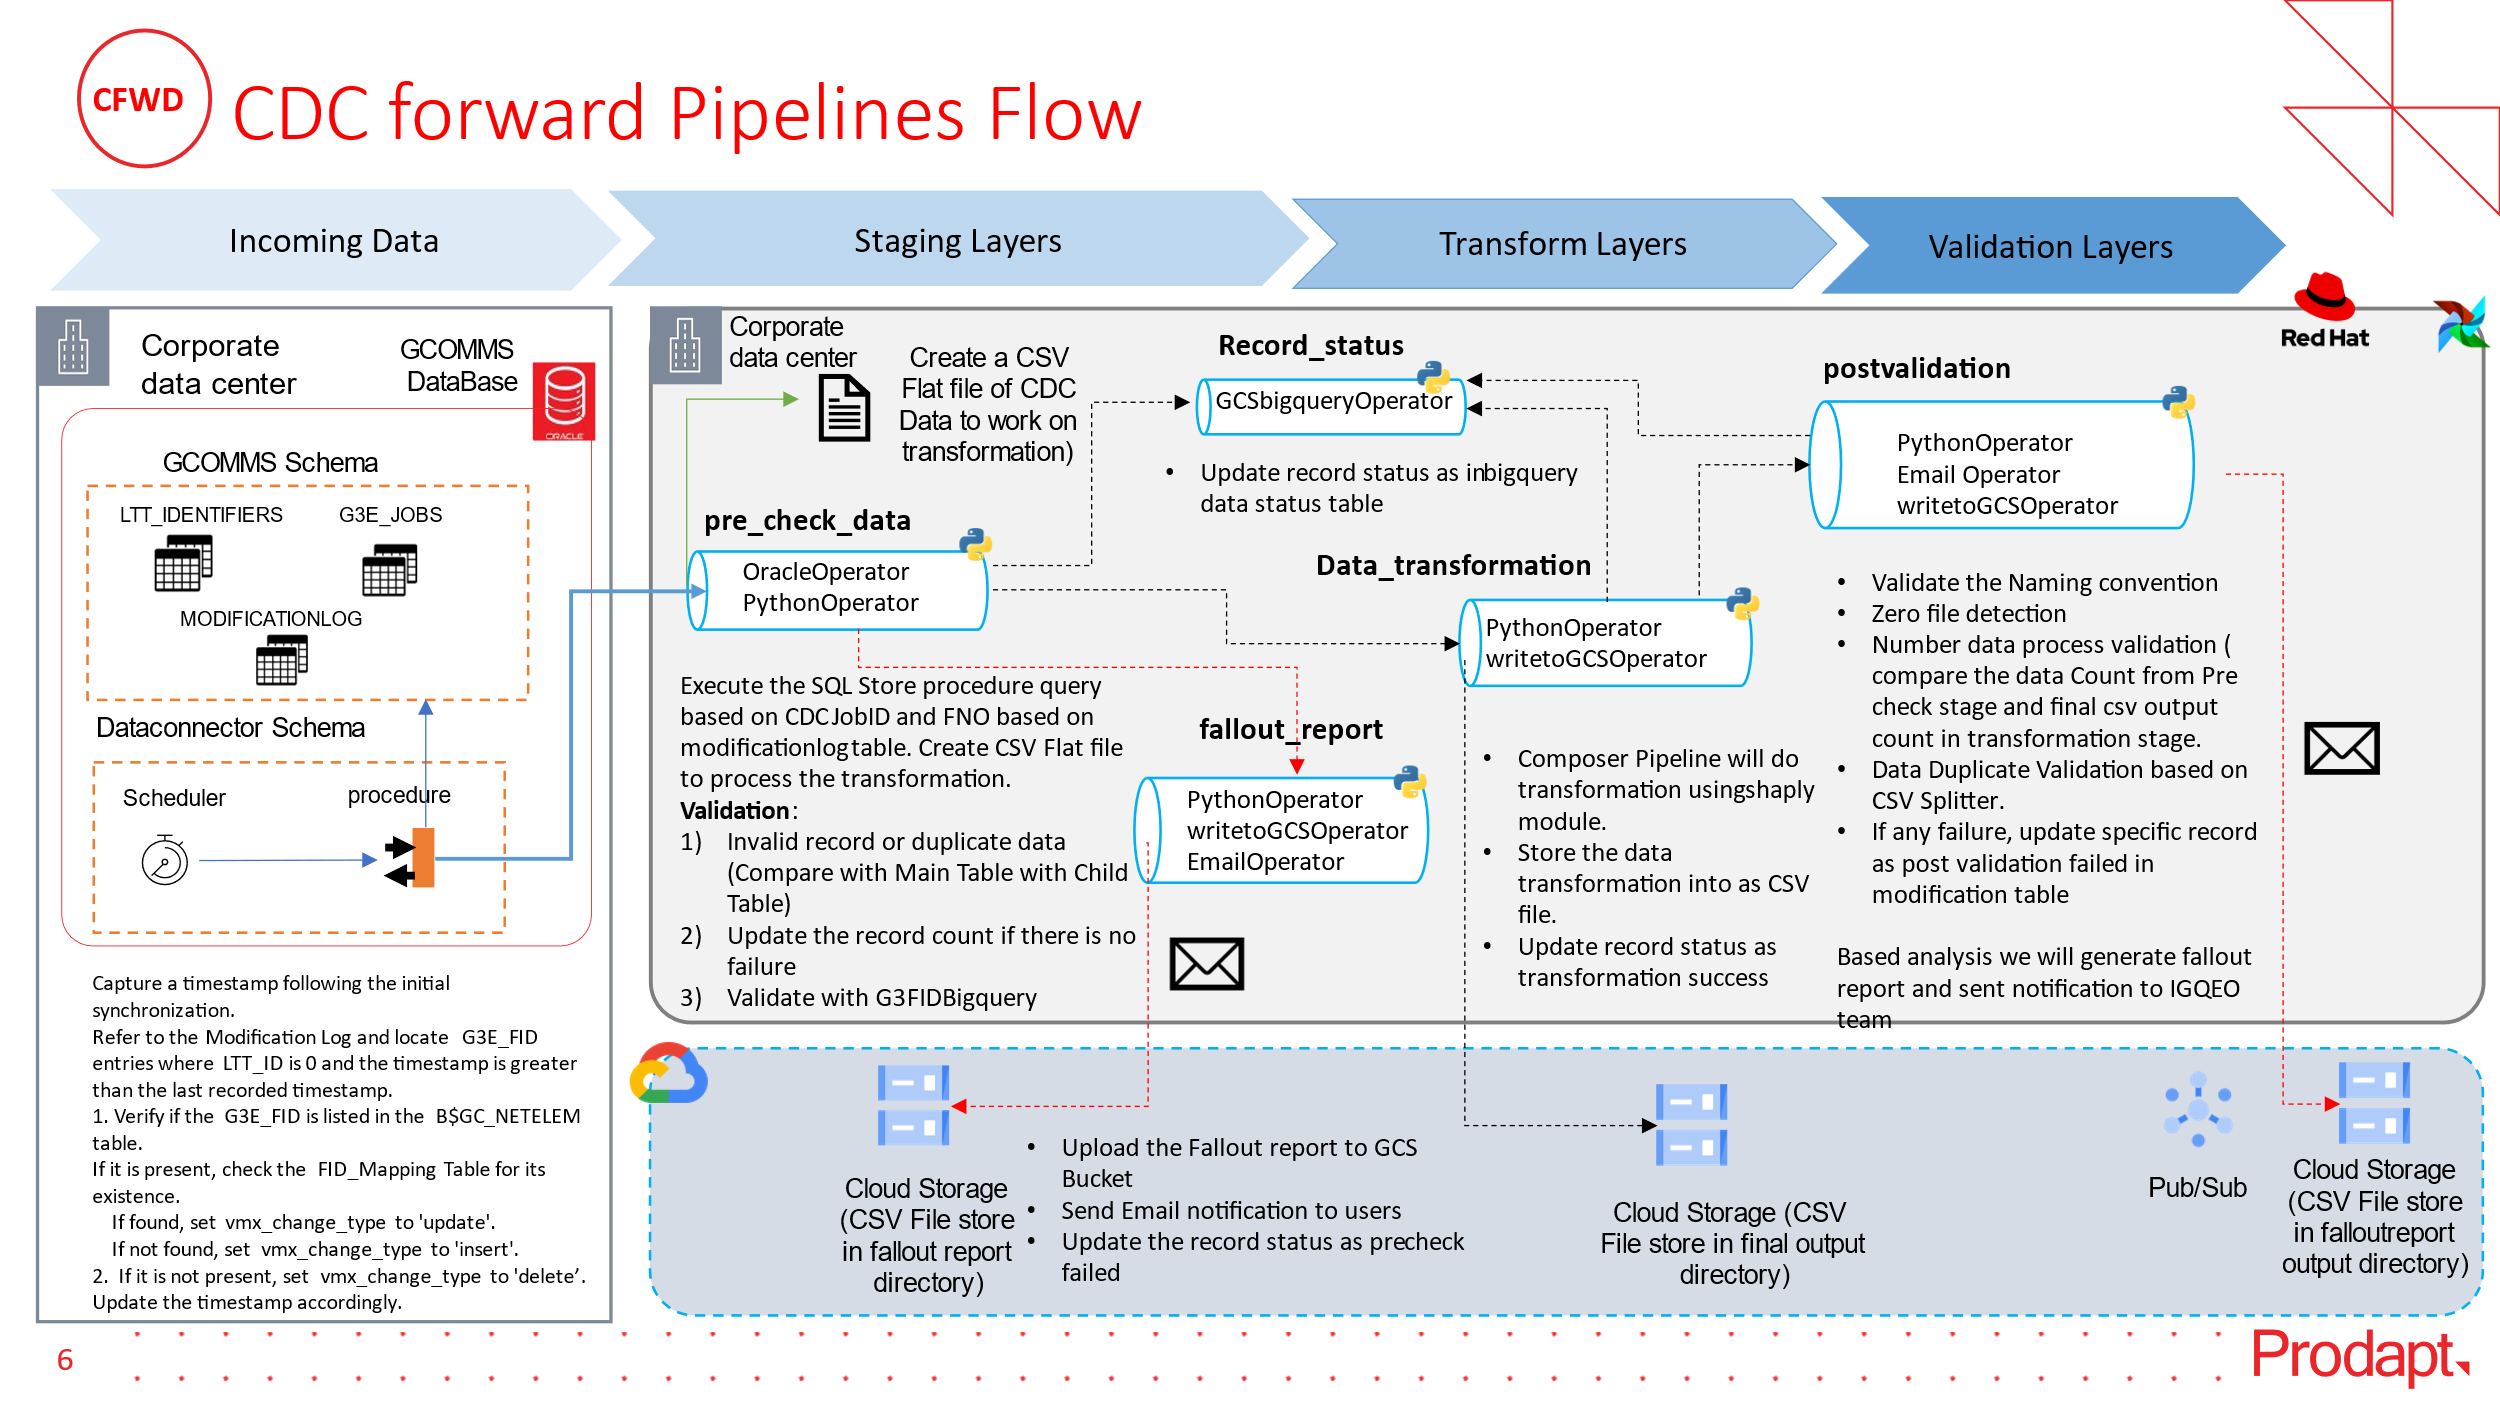 CFWD
CDC forward Pipelines Flow
Incoming Data
Staging Layers
Transform Layers
Validation Layers
Corporate
data center
GCOMMS
DataBase
ORACLE
GCOMMS Schema
LTT_IDENTIFIERS
G3E_JOBS
MODIFICATIONLOG
Dataconnector Schema
Scheduler
procedure
Capture a timestamp following the initial
synchronization.
Refer to the Modification Log and locate G3E_FID
entries where LTT_ID is 0 and the timestamp is greater
than the last recorded timestamp.
1. Verify if the G3E_FID is listed in the B$GC_NETELEM
table.
If it is present, check the FID_Mapping Table for its
existence.
If found, set vmx_change_type to 'update'.
If not found, set vmx_change_type to 'insert'.
2. If it is not present, set vmx_change_type to 'delete’.
Update the timestamp accordingly.
Corporate
data center
Create a CSV
Flat file of CDC
Data to work on
transformation)
pre_check_data
OracleOperator
PythonOperator
Execute the SQL Store procedure query
based on CDCJobID and FNO based on
modificationlogtable. Create CSV Flat file
to process the transformation.
Validation:
1) Invalid record or duplicate data
(Compare with Main Table with Child
Table)
2) Update the record count if there is no
failure
3) Validate with G3FIDBigquery
Record_status
GCSbigqueryOperator
• Update record status as inbigquery
data status table
fallout_report
PythonOperator
writetoGCSOperator
EmailOperator
Data_transformation
PythonOperator
writetoGCSOperator
• Composer Pipeline will do
transformation usingshaply
module.
• Store the data
transformation into as CSV
file.
• Update record status as
transformation success
Red Hat
postvalidation
PythonOperator
Email Operator
writetoGCSOperator
• Validate the Naming convention
• Zero file detection
• Number data process validation (
compare the data Count from Pre
check stage and final csv output
count in transformation stage.
• Data Duplicate Validation based on
CSV Splitter.
• If any failure, update specific record
as post validation failed in
modification table
Based analysis we will generate fallout
report and sent notification to IGQEO
team
Cloud Storage
(CSV File store
in fallout report
directory)
• Upload the Fallout report to GCS
Bucket
• Send Email notification to users
• Update the record status as precheck
failed
Cloud Storage (CSV
File store in final output
directory)
Pub/Sub
Cloud Storage
(CSV File store
in falloutreport
output directory)
6
Prodapt